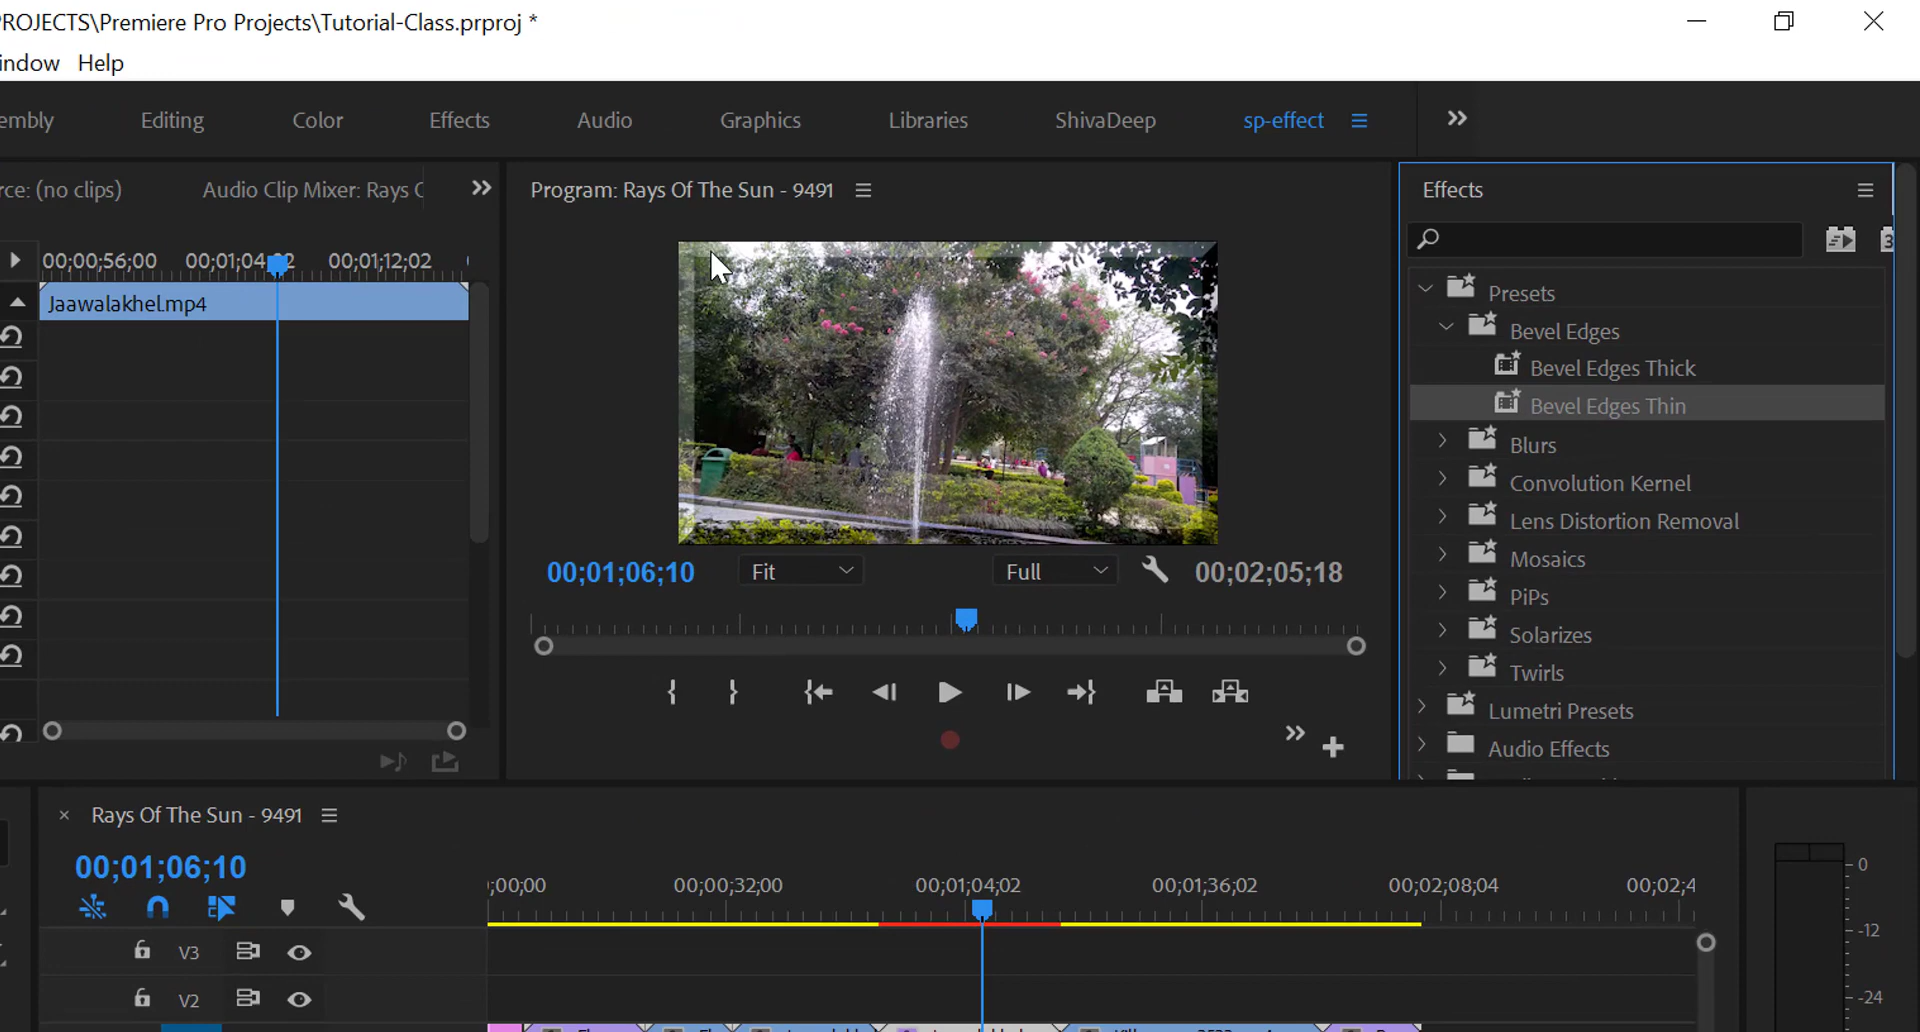 PROJECTS\Premiere Pro Projects\Tutorial-Class.prproj *
indow Help
embly Editing Color Effects Audio Graphics Libraries ShivaDeep sp-effect
rce: (no clips) Audio Clip Mixer: Rays O
Program: Rays Of The Sun - 9491
Effects
00;00;56;00 00;01;04;02 00;01;12;02
Jaawalakhel.mp4
Presets
Bevel Edges
Bevel Edges Thick
Bevel Edges Thin
Blurs
Convolution Kernel
Lens Distortion Removal
Mosaics
PiPs
Solarizes
Twirls
Lumetri Presets
Audio Effects
00;01;06;10 Fit Full 00;02;05;18
Rays Of The Sun - 9491
00;01;06;10
;00;00 00;00;32;00 00;01;04;02 00;01;36;02 00;02;08;04 00;02;4
V3
V2
0
-12
-24